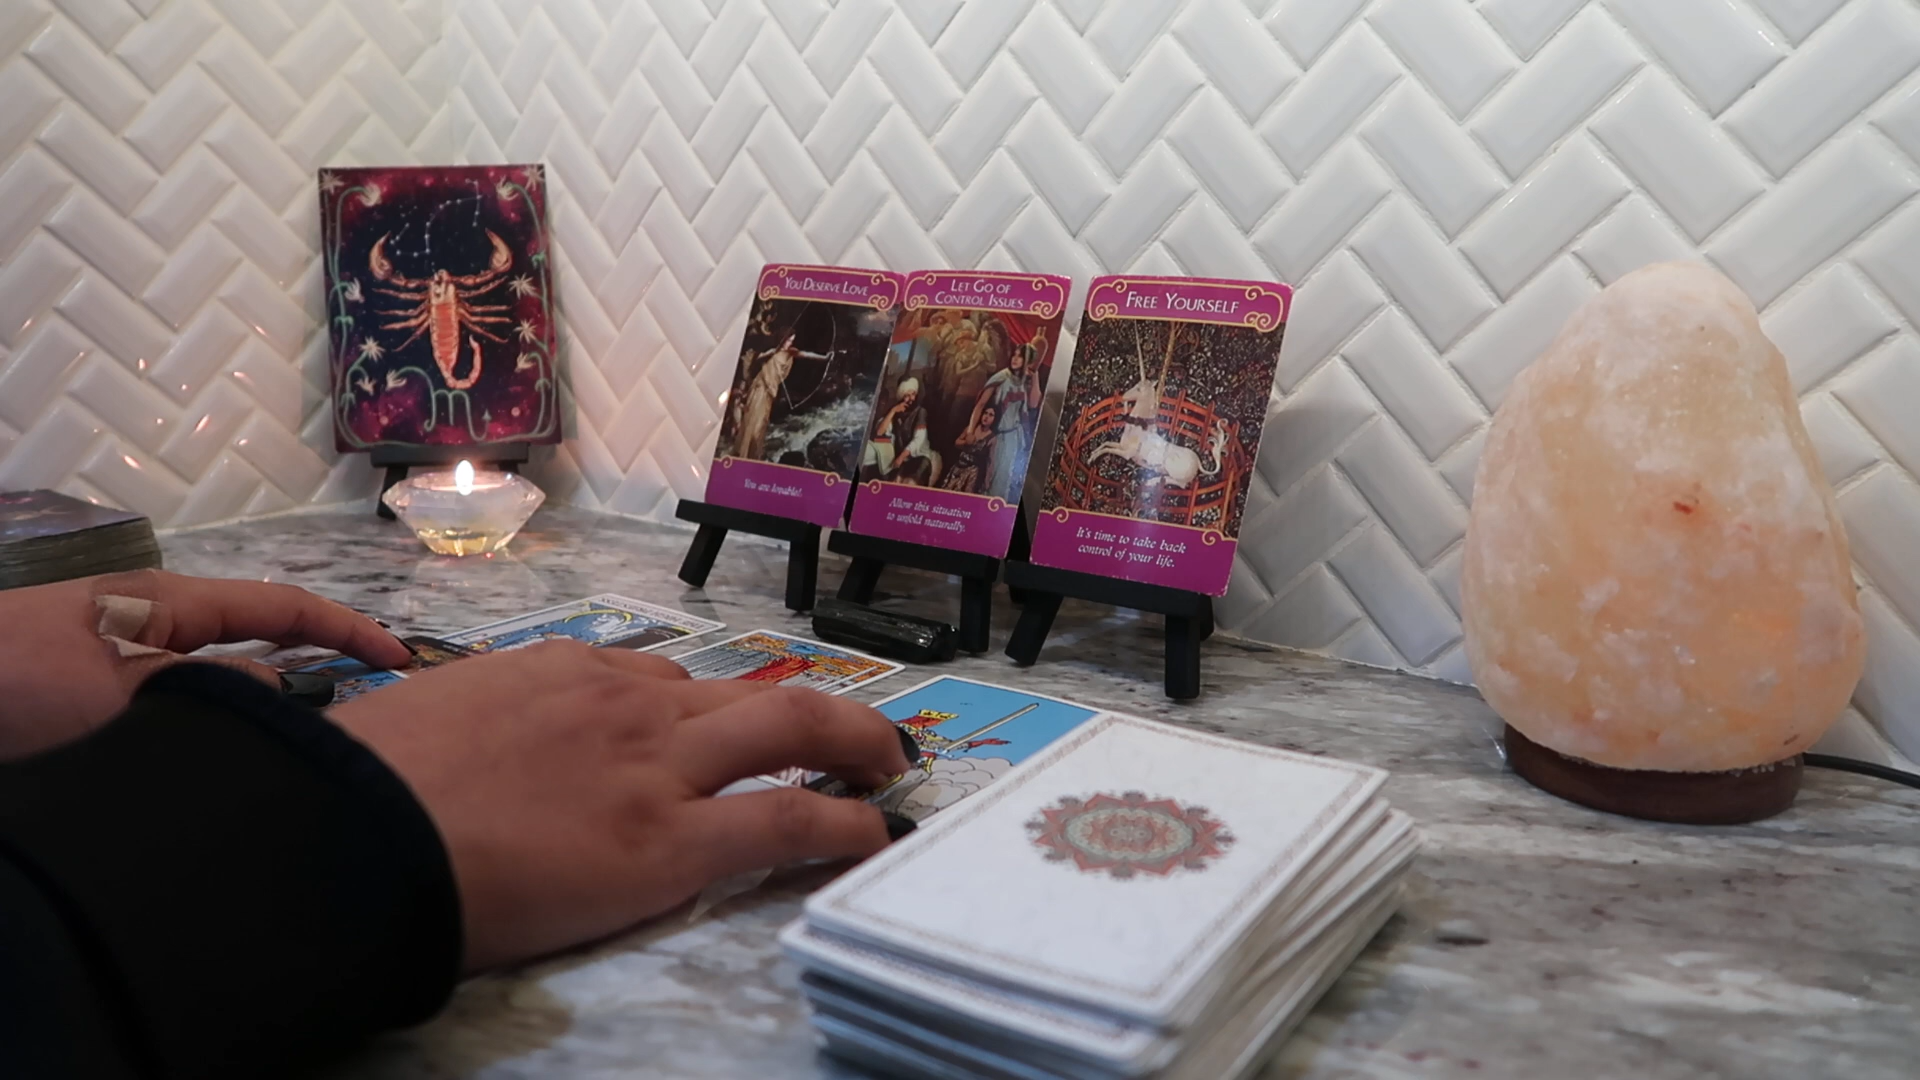 You Deserve Love
You are lovable!
Let Go of
Control Issues
Allow this situation
to unfold naturally.
Free Yourself
It's time to take back
control of your life.